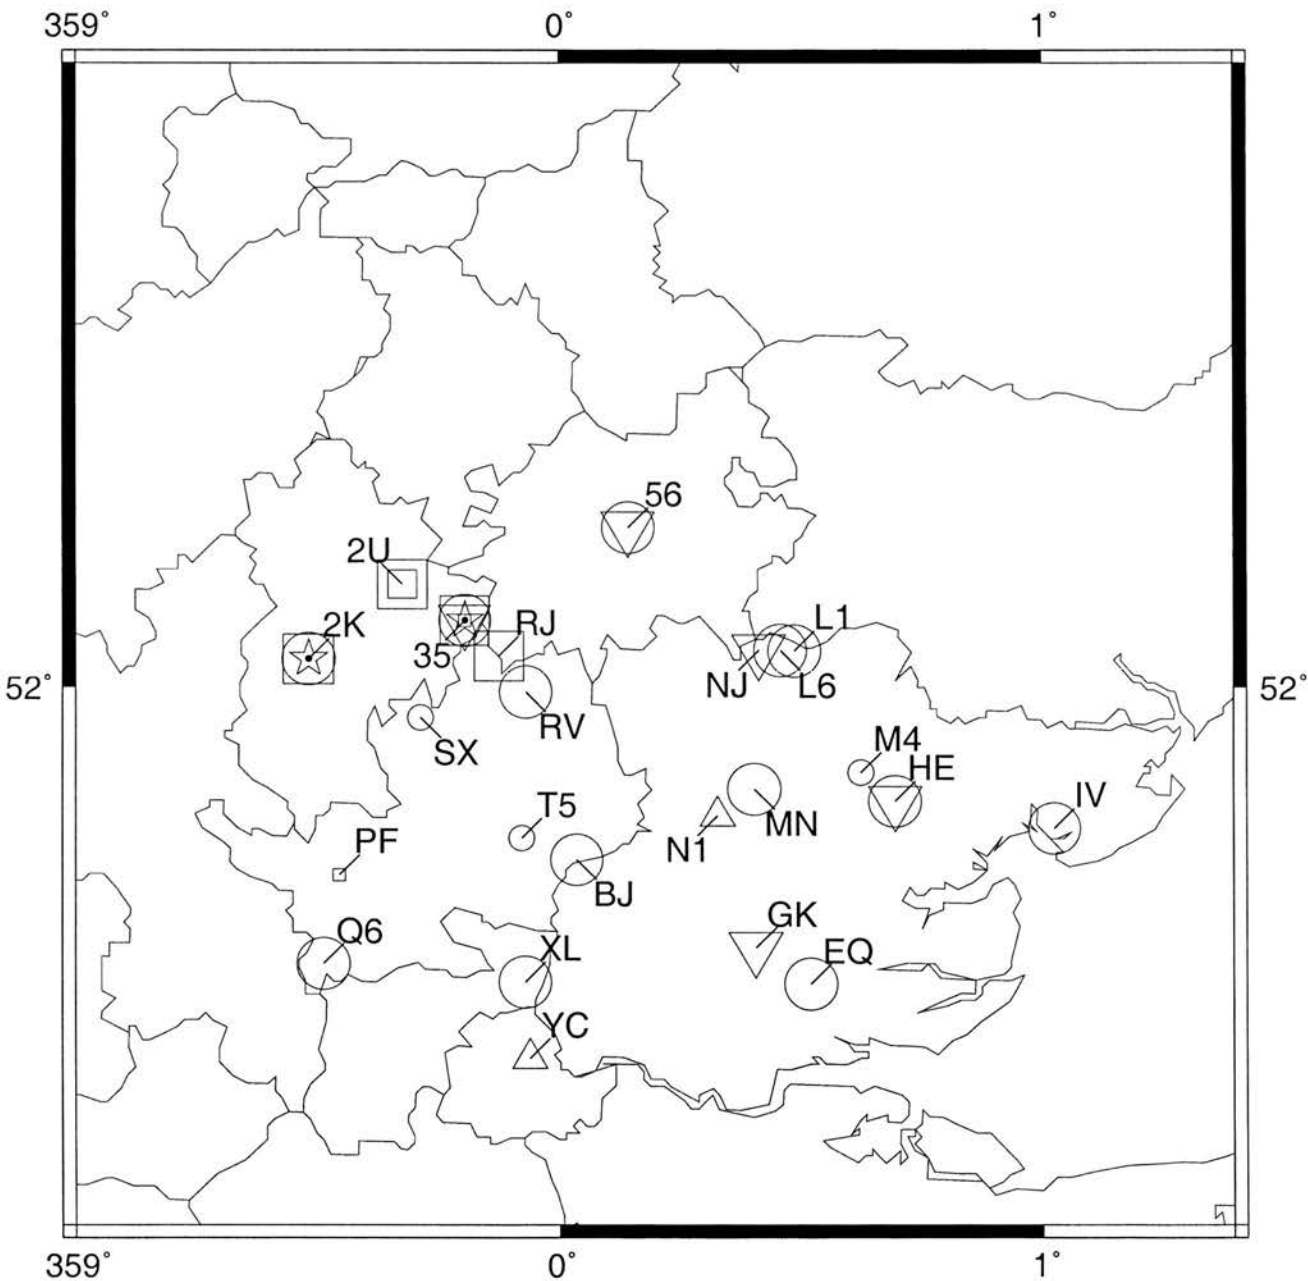 359° 0° 1°
56
2U
2K
35
RJ
L1
NJ
L6
52° 52°
RV
SX
M4
HE
IV
T5
MN
N1
PF
BJ
GK
Q6
XL
EQ
YC
359° 0° 1°